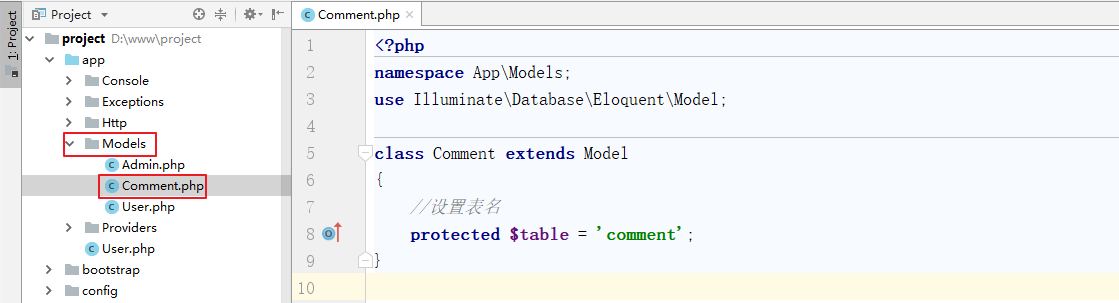 1: Project
Project
project D:\www\project
app
Console
Exceptions
Http
Models
Admin.php
Comment.php
User.php
Providers
User.php
bootstrap
config
Comment.php
1 <?php
2 namespace App\Models;
3 use Illuminate\Database\Eloquent\Model;
4
5 class Comment extends Model
6 {
7 //设置表名
8 protected $table = 'comment';
9 }
10